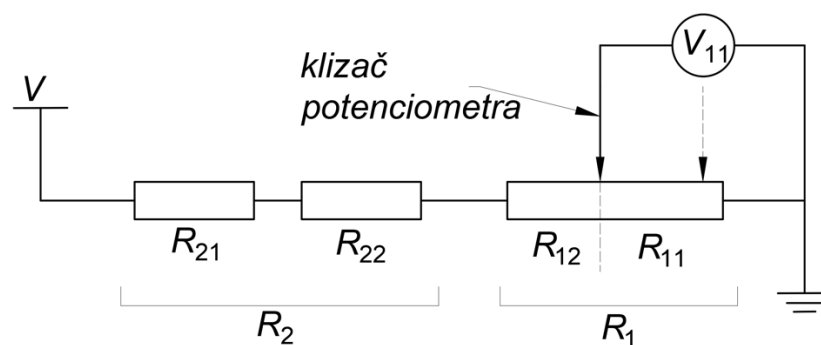 V₁₁
klizač
potenciometra
V
R₂₁
R₂₂
R₁₂
R₁₁
R₂
R₁